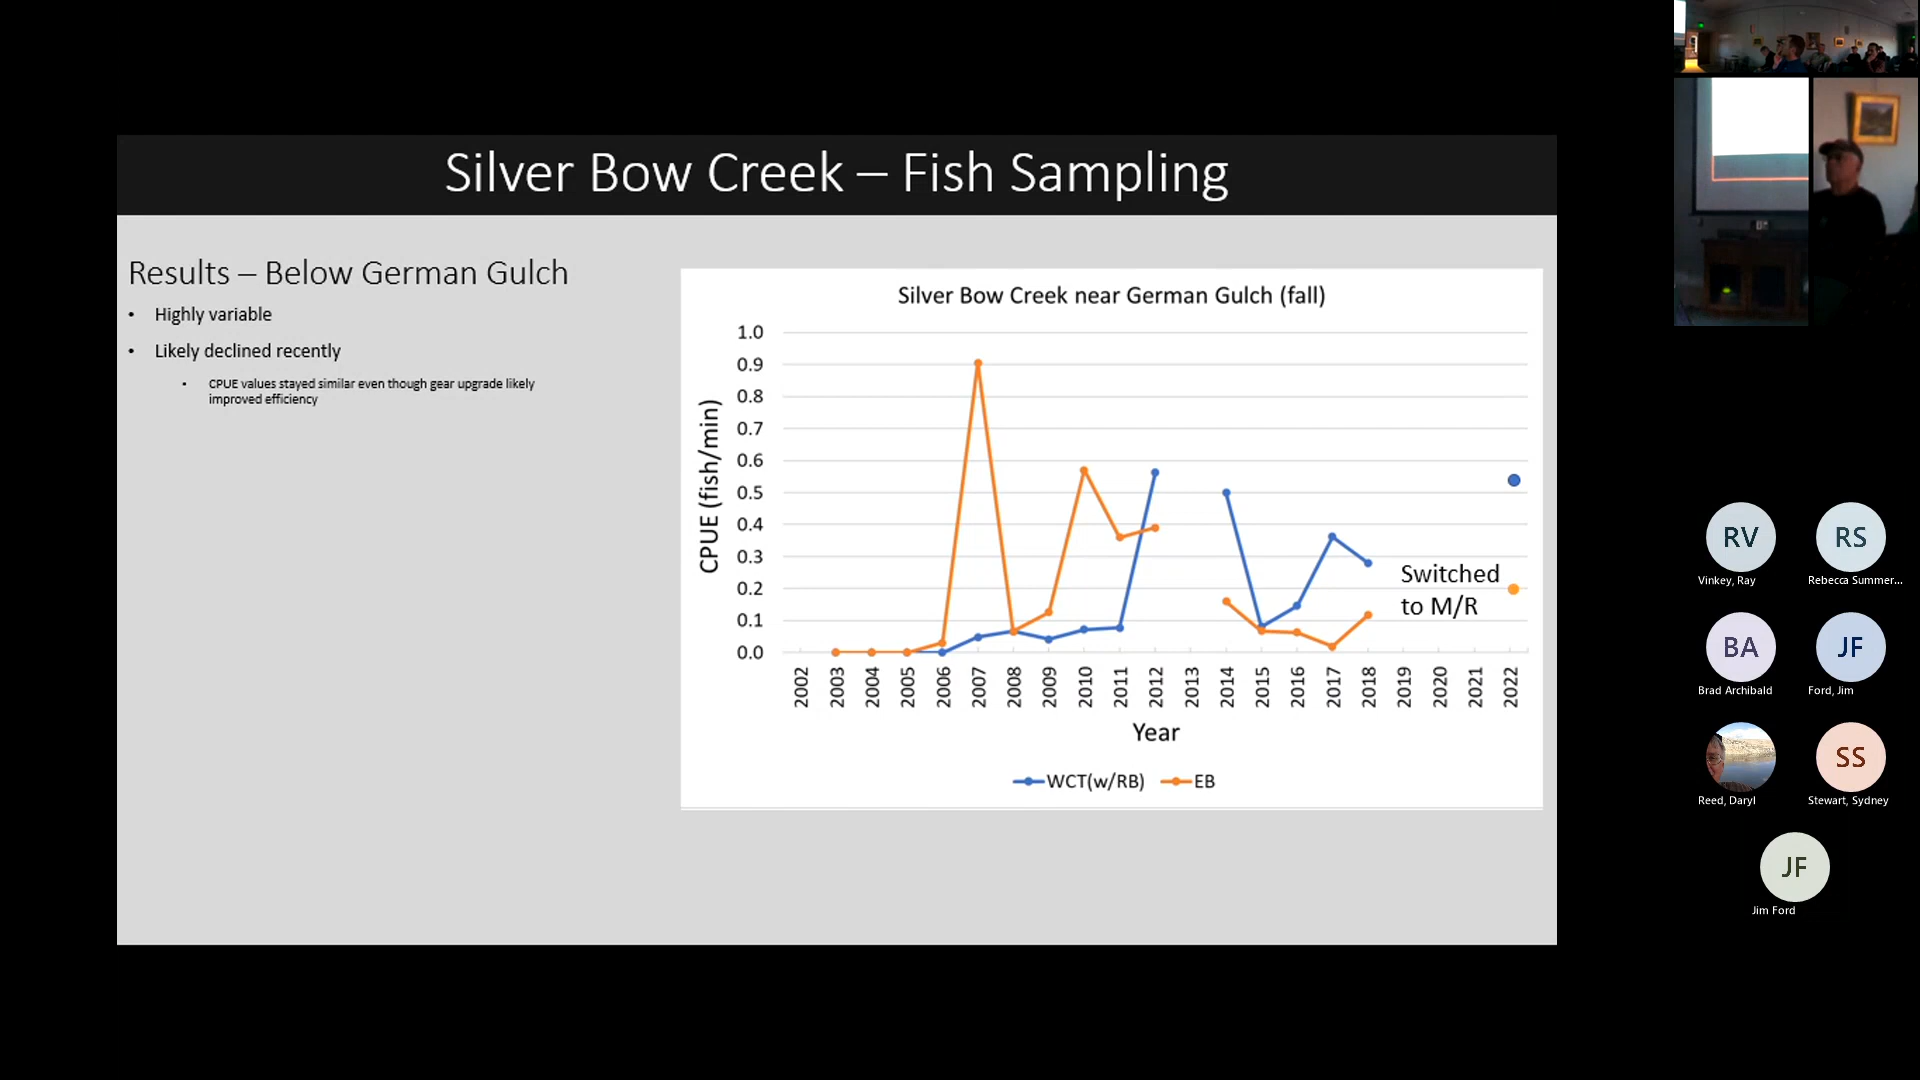 Silver Bow Creek – Fish Sampling
Results – Below German Gulch
• Highly variable
• Likely declined recently
• CPUE values stayed similar even though gear upgrade likely
improved efficiency
Silver Bow Creek near German Gulch (fall)
CPUE (fish/min)
1.0
0.9
0.8
0.7
0.6
0.5
0.4
0.3
0.2
0.1
0.0
Switched
to M/R
2002 2003 2004 2005 2006 2007 2008 2009 2010 2011 2012 2013 2014 2015 2016 2017 2018 2019 2020 2021 2022
Year
WCT(w/RB) EB
RV RS
Vinkey, Ray Rebecca Summer...
BA JF
Brad Archibald Ford, Jim
SS
Reed, Daryl Stewart, Sydney
JF
Jim Ford